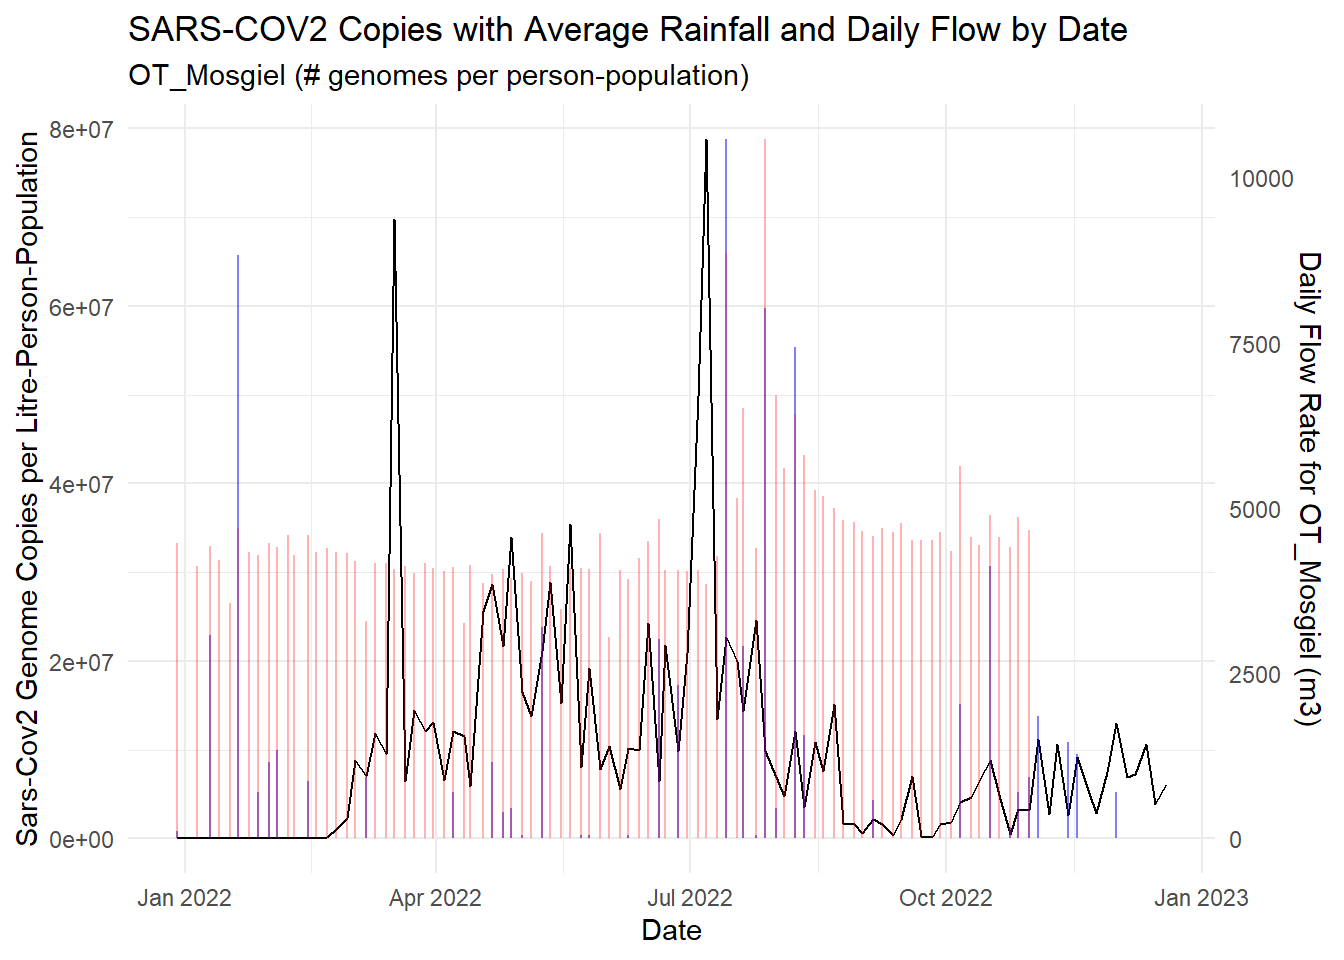 SARS-COV2 Copies with Average Rainfall and Daily Flow by Date
OT_Mosgiel (# genomes per person-population)
Sars-Cov2 Genome Copies per Litre-Person-Population
8e+07
6e+07
4e+07
2e+07
0e+00
10000
7500
5000
2500
0
Daily Flow Rate for OT_Mosgiel (m3)
Jan 2022
Apr 2022
Jul 2022
Oct 2022
Jan 2023
Date